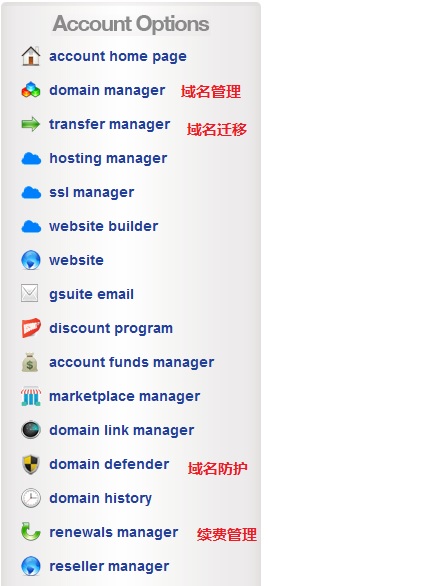 Account Options
account home page
domain manager 域名管理
transfer manager 域名迁移
hosting manager
ssl manager
website builder
website
gsuite email
discount program
account funds manager
marketplace manager
domain link manager
domain defender 域名防护
domain history
renewals manager 续费管理
reseller manager